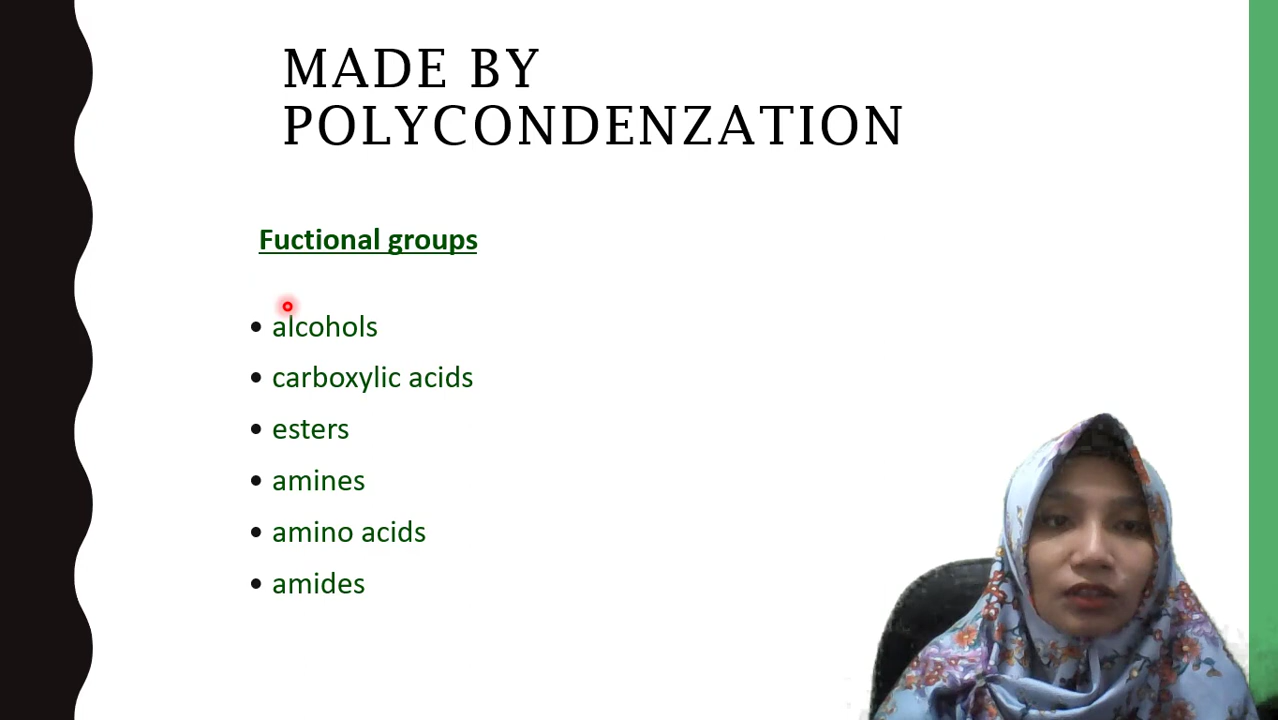 MADE BY
POLYCONDENZATION
Fuctional groups
• alcohols
• carboxylic acids
• esters
• amines
• amino acids
• amides